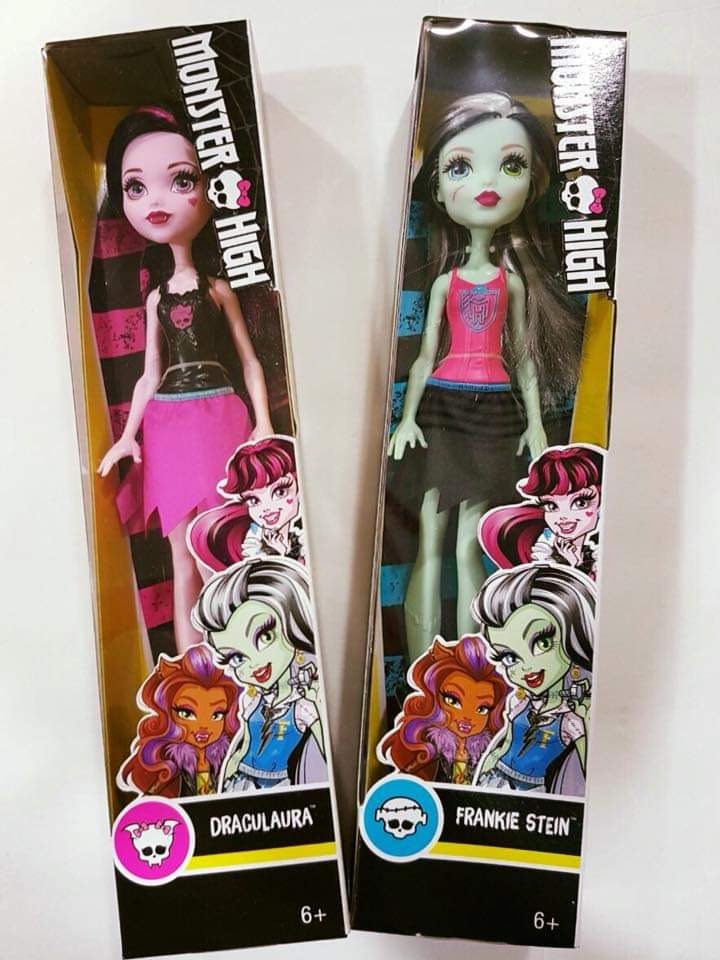 MONSTER HIGH
DRACULAURA™
6+
MONSTER HIGH
FRANKIE STEIN™
6+